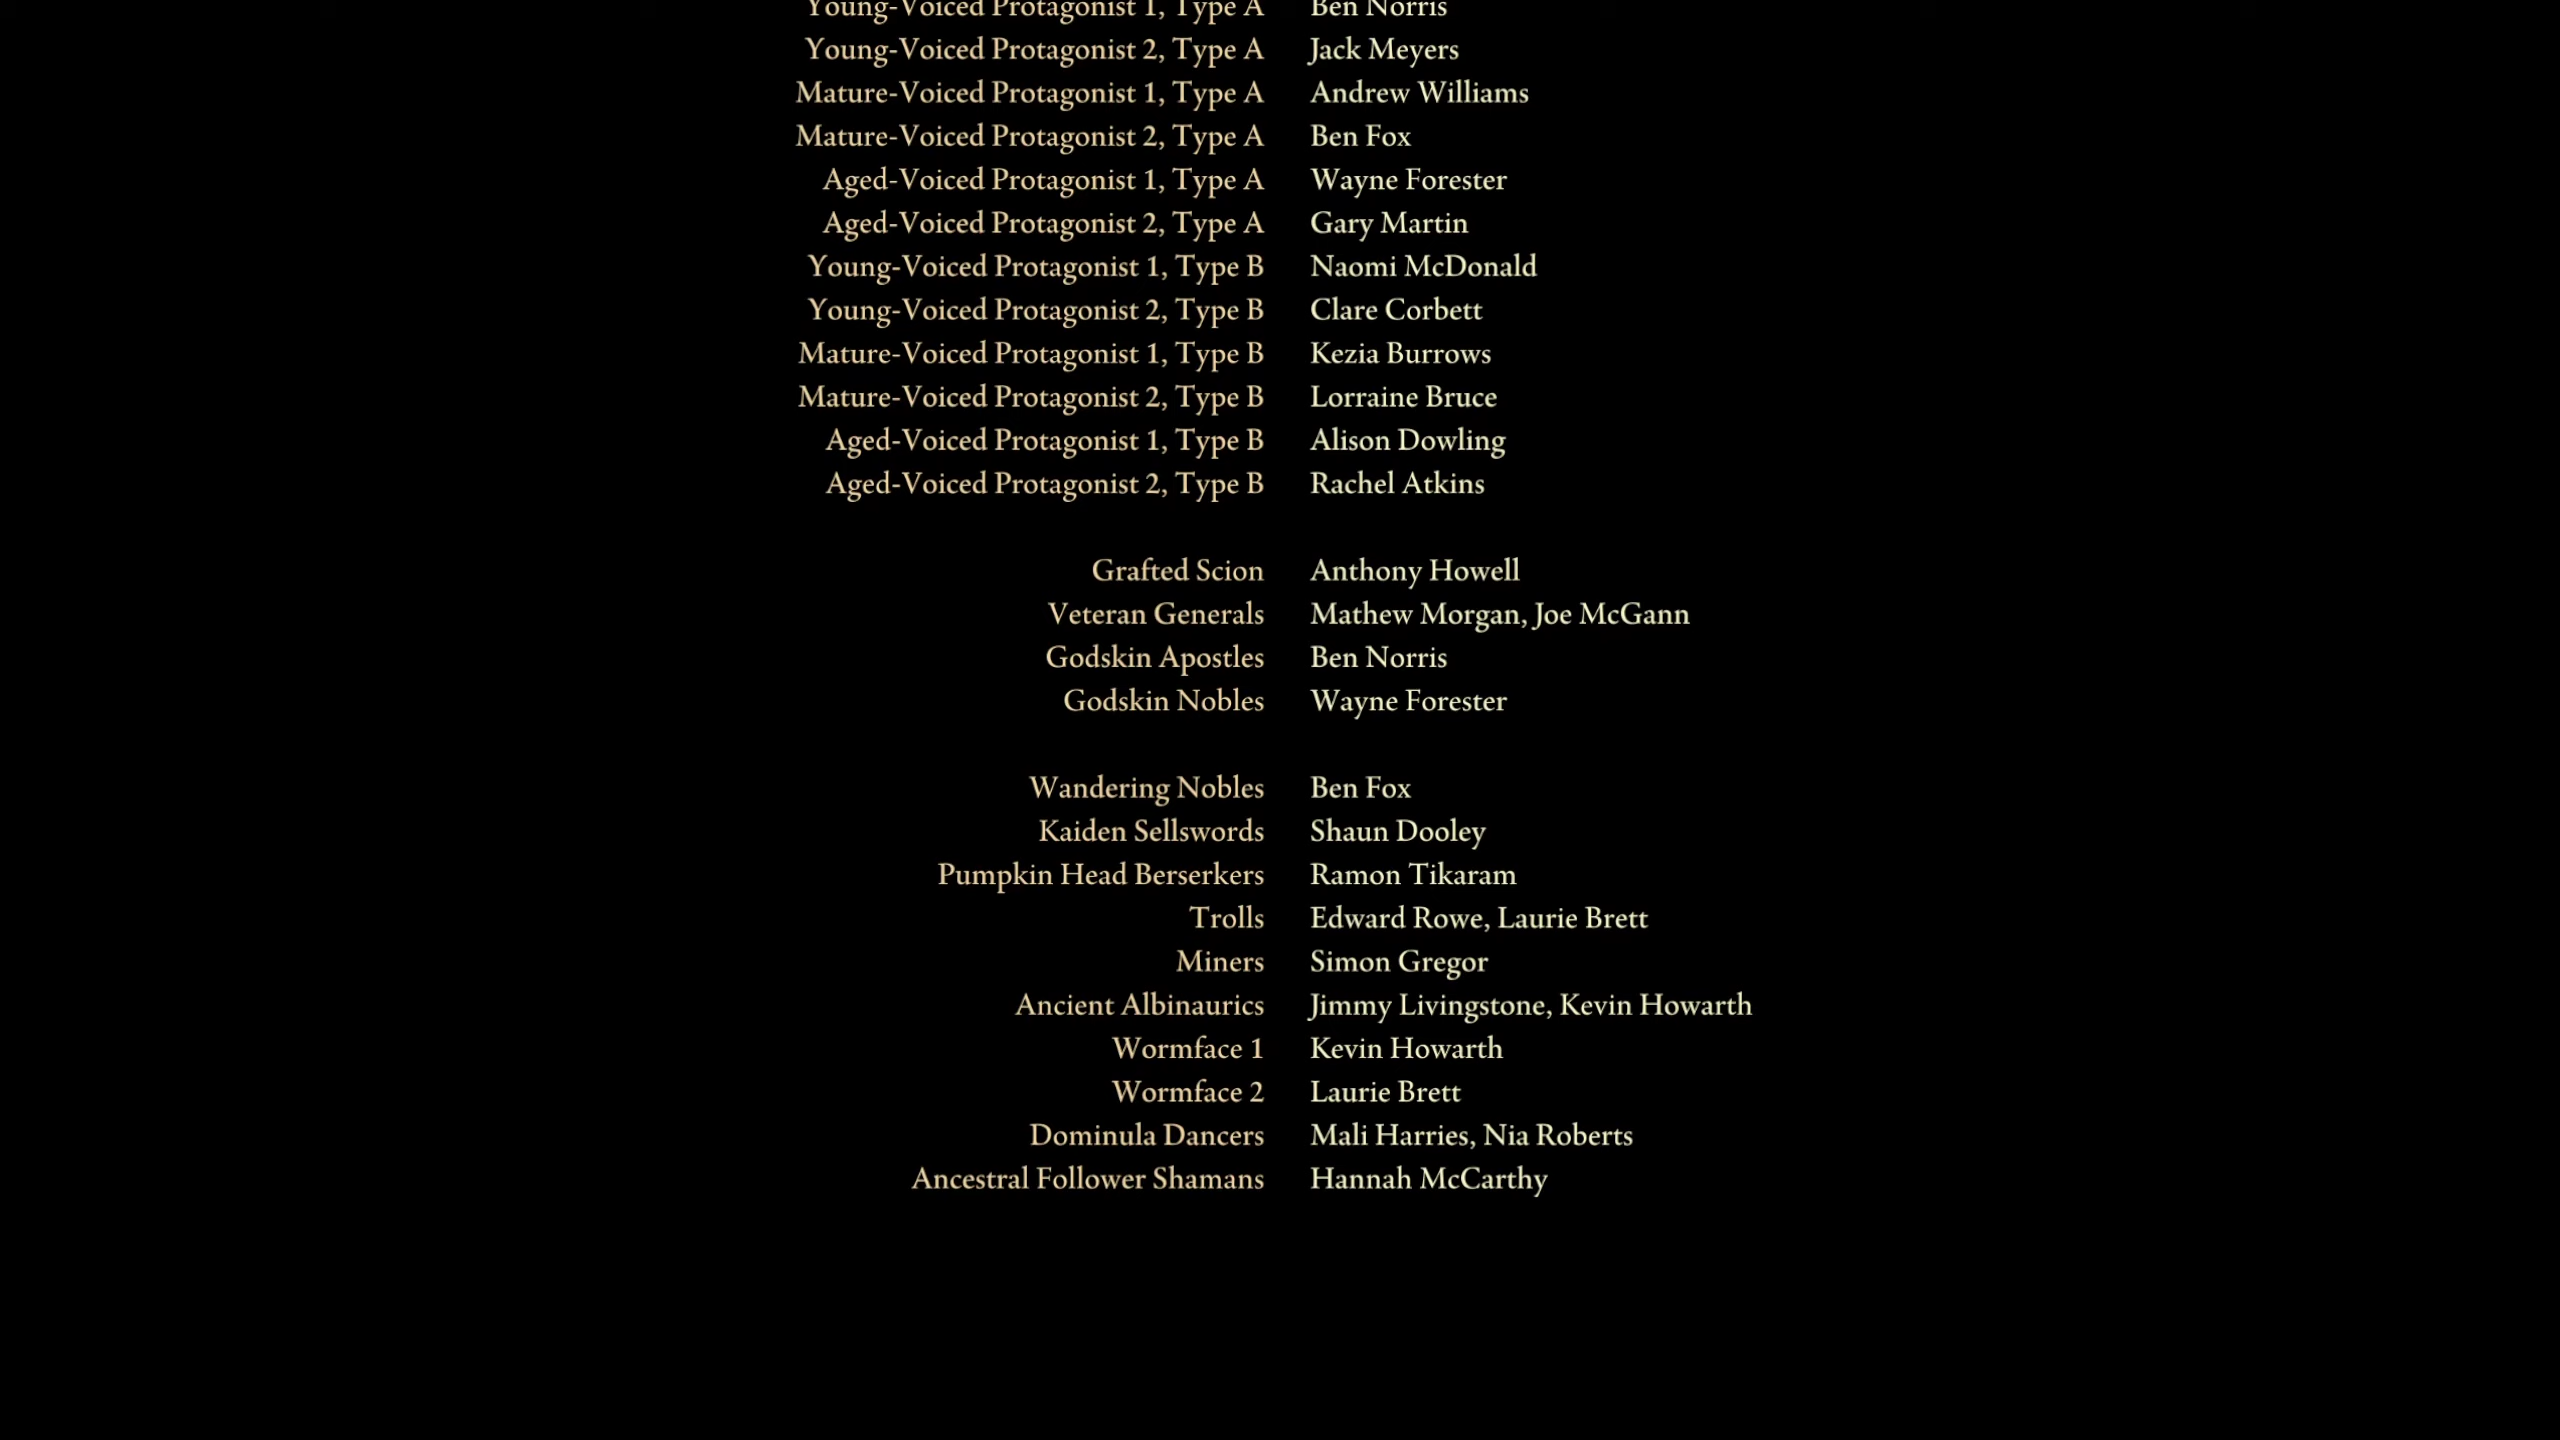 Young-Voiced Protagonist 1, Type A Ben Norris
Young-Voiced Protagonist 2, Type A Jack Meyers
Mature-Voiced Protagonist 1, Type A Andrew Williams
Mature-Voiced Protagonist 2, Type A Ben Fox
Aged-Voiced Protagonist 1, Type A Wayne Forester
Aged-Voiced Protagonist 2, Type A Gary Martin
Young-Voiced Protagonist 1, Type B Naomi McDonald
Young-Voiced Protagonist 2, Type B Clare Corbett
Mature-Voiced Protagonist 1, Type B Kezia Burrows
Mature-Voiced Protagonist 2, Type B Lorraine Bruce
Aged-Voiced Protagonist 1, Type B Alison Dowling
Aged-Voiced Protagonist 2, Type B Rachel Atkins
Grafted Scion Anthony Howell
Veteran Generals Mathew Morgan, Joe McGann
Godskin Apostles Ben Norris
Godskin Nobles Wayne Forester
Wandering Nobles Ben Fox
Kaiden Sellswords Shaun Dooley
Pumpkin Head Berserkers Ramon Tikaram
Trolls Edward Rowe, Laurie Brett
Miners Simon Gregor
Ancient Albinaurics Jimmy Livingstone, Kevin Howarth
Wormface 1 Kevin Howarth
Wormface 2 Laurie Brett
Dominula Dancers Mali Harries, Nia Roberts
Ancestral Follower Shamans Hannah McCarthy